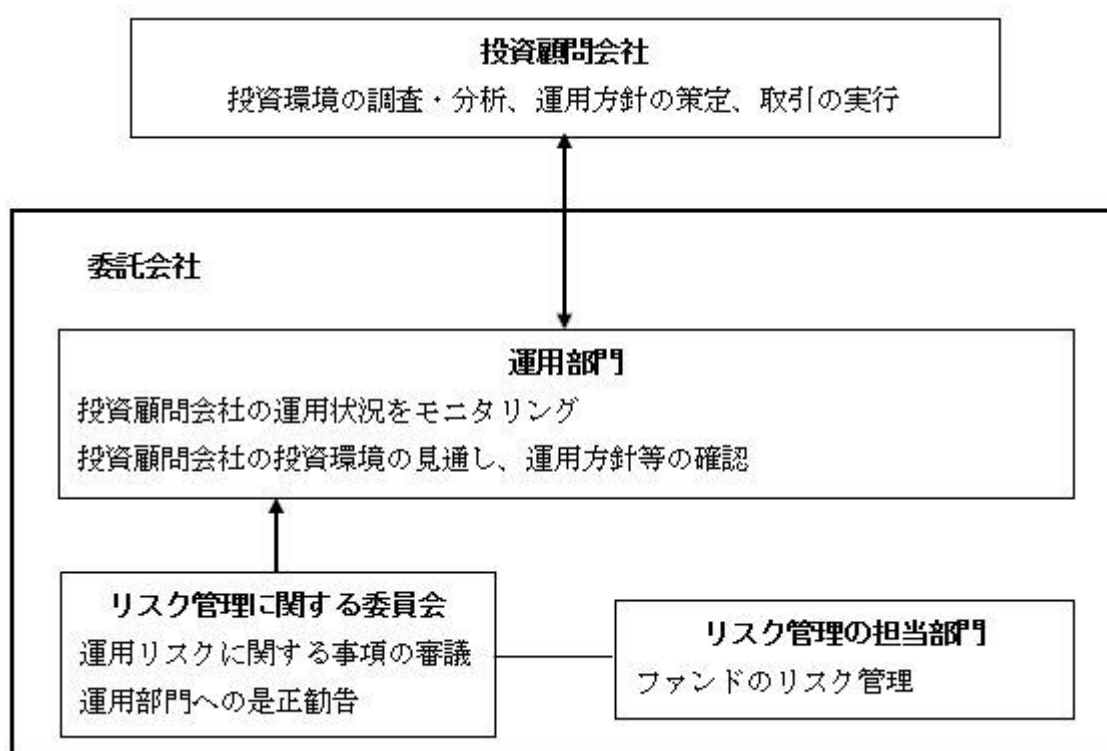 投資顧問会社
投資環境の調査・分析、運用方針の策定、取引の実行
委託会社
運用部門
投資顧問会社の運用状況をモニタリング
投資顧問会社の投資環境の見通し、運用方針等の確認
リスク管理に関する委員会
運用リスクに関する事項の審議
運用部門への是正勧告
リスク管理の担当部門
ファンドのリスク管理